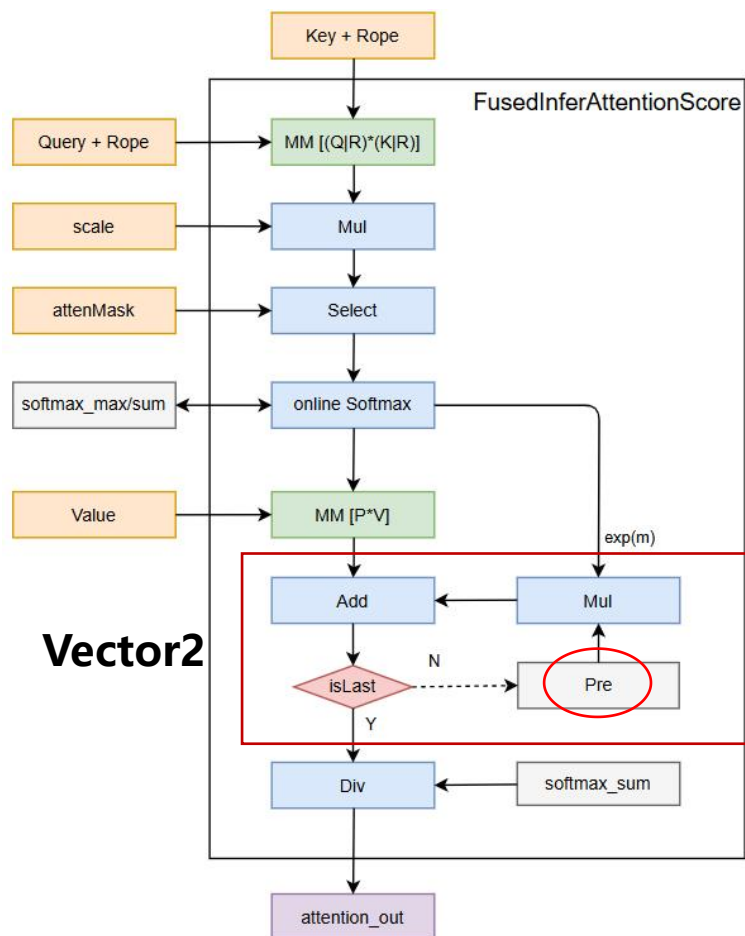 Key + Rope
FusedInferAttentionScore
Query + Rope
MM [(Q|R)*(K|R)]
scale
Mul
attenMask
Select
softmax_max/sum
online Softmax
Value
MM [P*V]
exp(m)
Add
Mul
Vector2
N
isLast
Pre
Y
Div
softmax_sum
attention_out